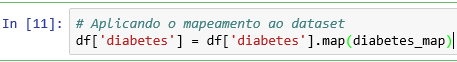 In [11]: # Aplicando o mapeamento ao dataset
df['diabetes'] = df['diabetes'].map(diabetes_map)